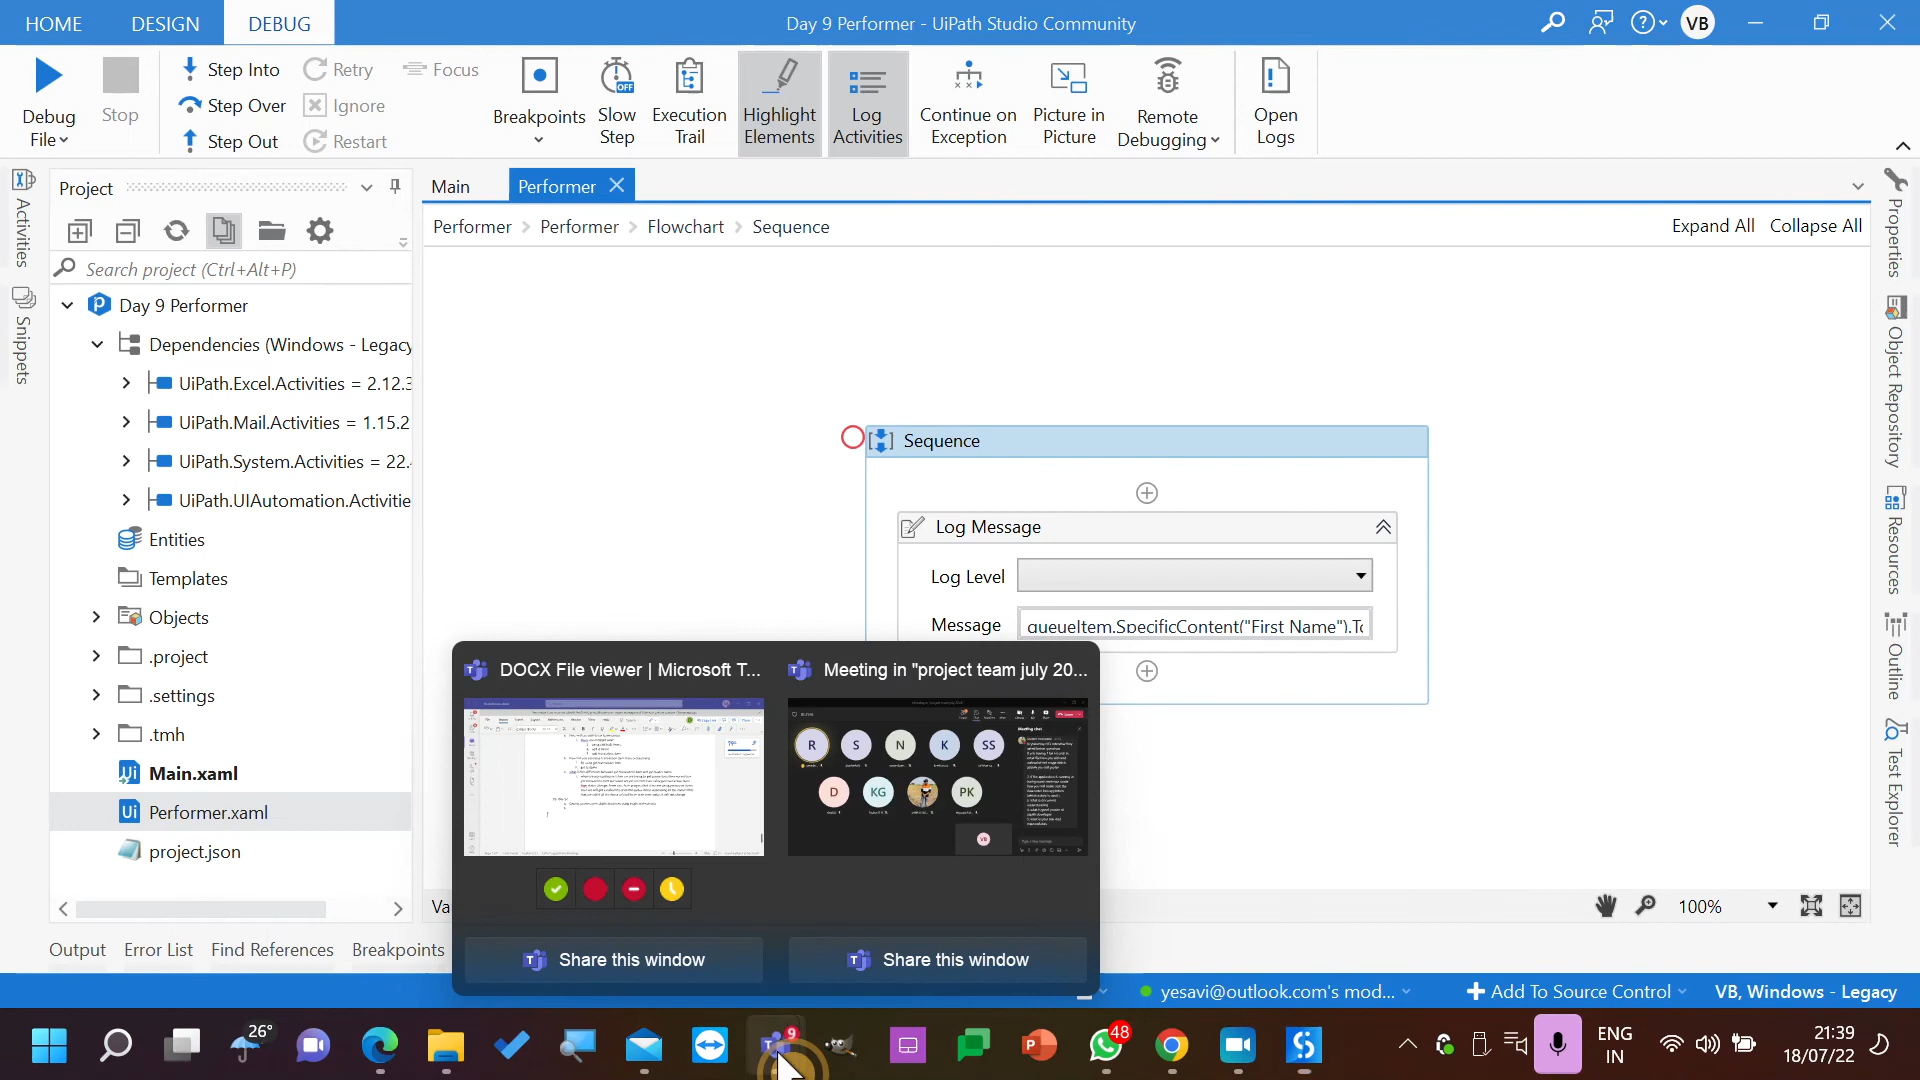 HOME DESIGN DEBUG Day 9 Performer - UiPath Studio Community VB
Debug File Stop
Step Into Retry Focus
Step Over Ignore
Step Out Restart
Breakpoints
Slow Step
Execution Trail
Highlight Elements
Log Activities
Continue on Exception
Picture in Picture
Remote Debugging
Open Logs
Activities
Snippets
Project
Search project (Ctrl+Alt+P)
Day 9 Performer
Dependencies (Windows - Legacy
UiPath.Excel.Activities = 2.12.3
UiPath.Mail.Activities = 1.15.2
UiPath.System.Activities = 22.
UiPath.UIAutomation.Activitie
Entities
Templates
Objects
.project
.settings
.tmh
Main.xaml
Performer.xaml
project.json
Main Performer
Performer Performer Flowchart Sequence Expand All Collapse All
Sequence
Log Message
Log Level
Message queueItem.SpecificContent("First Name").To
Properties
Object Repository
Resources
Outline
Test Explorer
DOCX File viewer | Microsoft T... Meeting in "project team july 20...
R S N K SS
D KG PK
VB
Share this window Share this window
Va 100%
Output Error List Find References Breakpoints
yesavi@outlook.com's mod... Add To Source Control VB, Windows - Legacy
26° 9 48 ENG IN 21:39 18/07/22